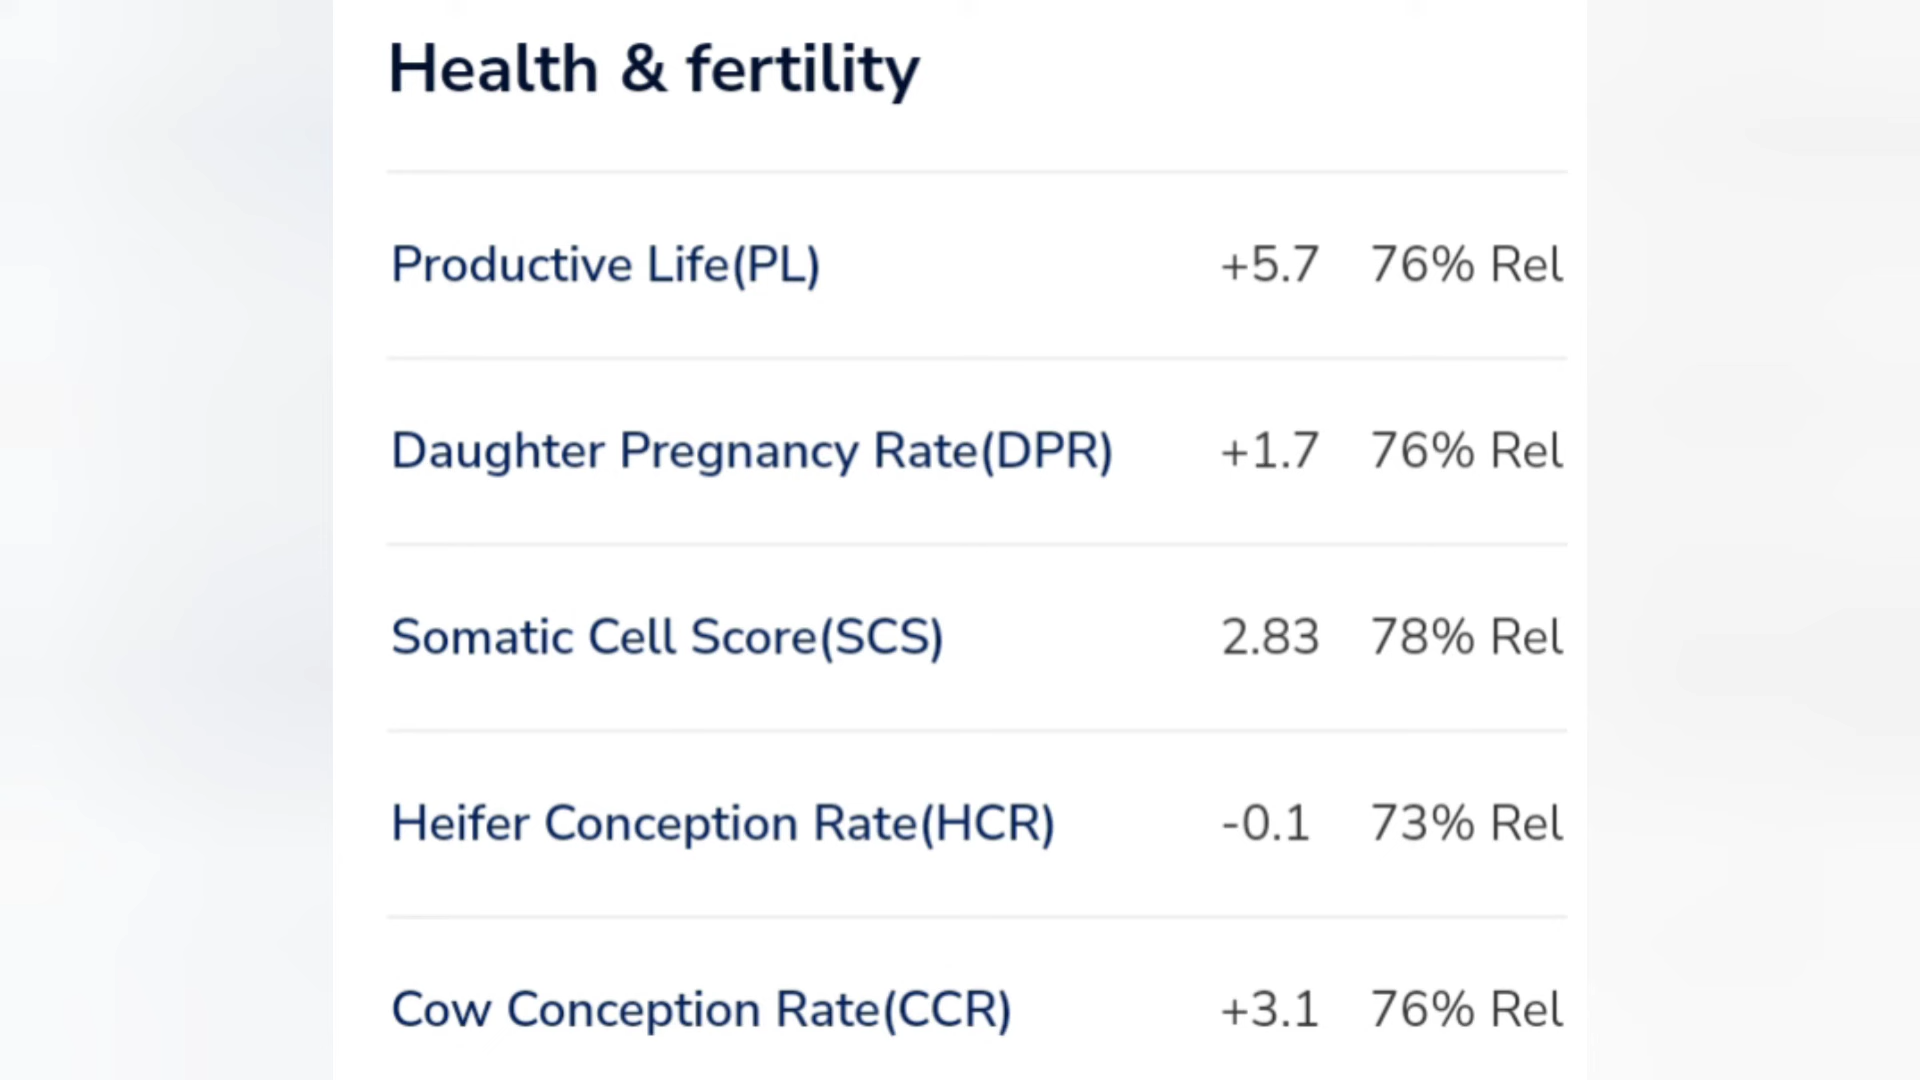 Health & fertility
Productive Life(PL) +5.7 76% Rel
Daughter Pregnancy Rate(DPR) +1.7 76% Rel
Somatic Cell Score(SCS) 2.83 78% Rel
Heifer Conception Rate(HCR) -0.1 73% Rel
Cow Conception Rate(CCR) +3.1 76% Rel